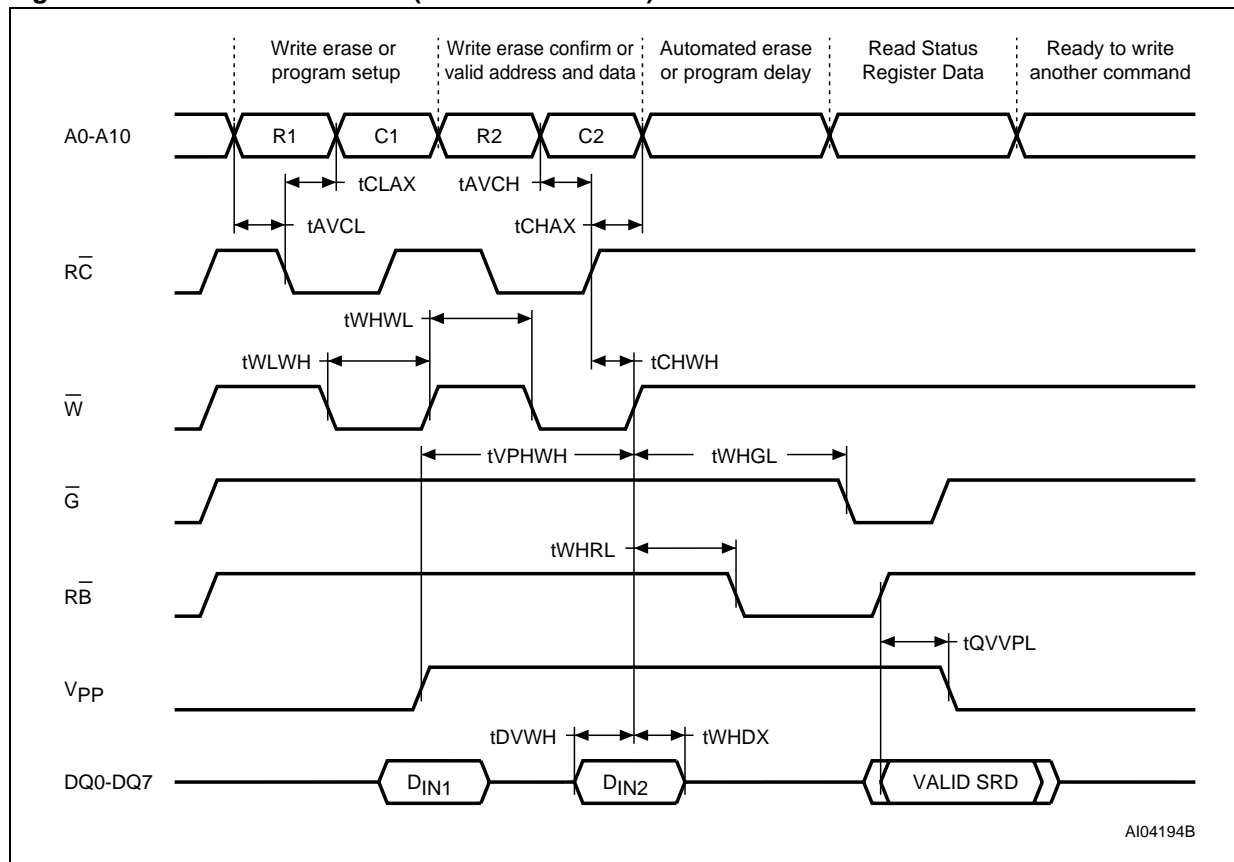 Write erase or
program setup
Write erase confirm or
valid address and data
Automated erase
or program delay
Read Status
Register Data
Ready to write
another command
A0-A10
R1
C1
R2
C2
tCLAX
tAVCH
tAVCL
tCHAX
RC̅
tWHWL
tWLWH
tCHWH
W̅
tVPHWH
tWHGL
G̅
tWHRL
RB̅
tQVVPL
VPP
tDVWH
tWHDX
DQ0-DQ7
DIN1
DIN2
VALID SRD
AI04194B